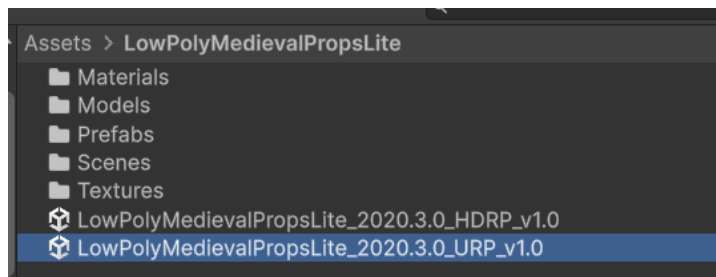 Assets > LowPolyMedievalPropsLite
Materials
Models
Prefabs
Scenes
Textures
LowPolyMedievalPropsLite_2020.3.0_HDRP_v1.0
LowPolyMedievalPropsLite_2020.3.0_URP_v1.0